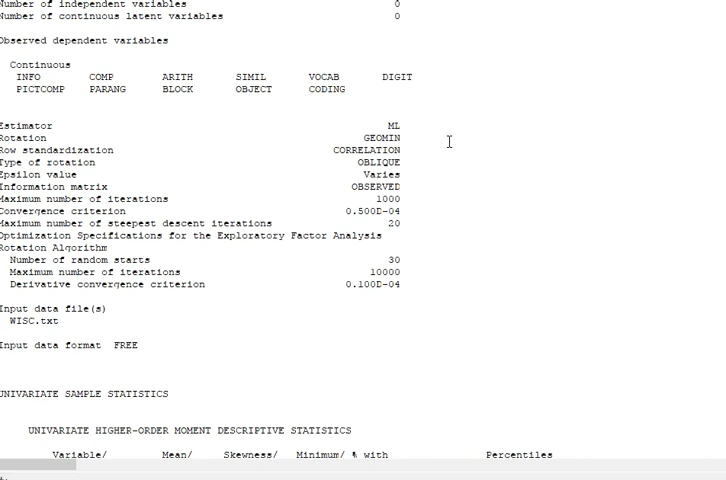 Number of independent variables 0
Number of continuous latent variables 0
Observed dependent variables
Continuous
INFO COMP ARITH SIMIL VOCAB DIGIT
PICTCOMP PARANG BLOCK OBJECT CODING
Estimator ML
Rotation GEOMIN
Row standardization CORRELATION
Type of rotation OBLIQUE
Epsilon value Varies
Information matrix OBSERVED
Maximum number of iterations 1000
Convergence criterion 0.500D-04
Maximum number of steepest descent iterations 20
Optimization Specifications for the Exploratory Factor Analysis
Rotation Algorithm
Number of random starts 30
Maximum number of iterations 10000
Derivative convergence criterion 0.100D-04
Input data file(s)
WISC.txt
Input data format FREE
UNIVARIATE SAMPLE STATISTICS
UNIVARIATE HIGHER-ORDER MOMENT DESCRIPTIVE STATISTICS
Variable/ Mean/ Skewness/ Minimum/ % with Percentiles